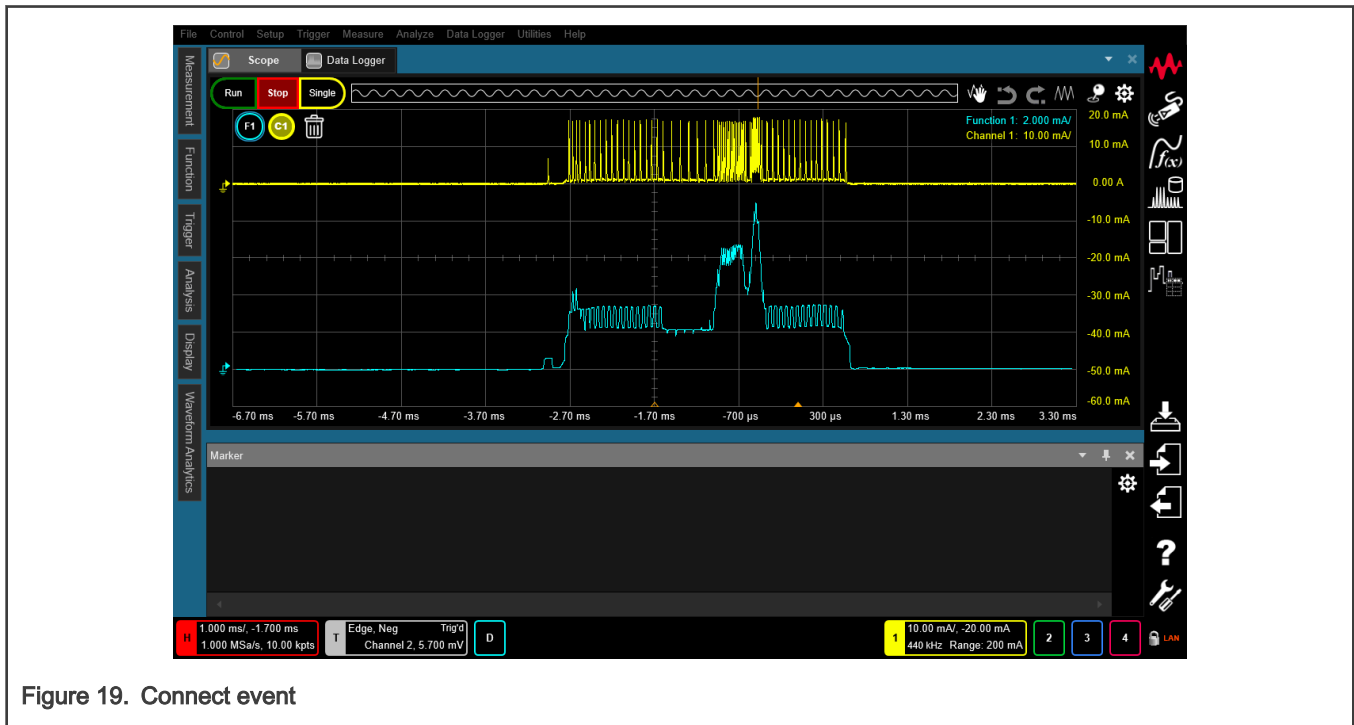 File Control Setup Trigger Measure Analyze Data Logger Utilities Help
Measurement
Function
Trigger
Analysis
Display
Waveform Analytics
Scope
Data Logger
Run Stop Single
F1 C1
Function 1: 2.000 mA/
Channel 1: 10.00 mA/
20.0 mA
10.0 mA
0.00 A
-10.0 mA
-20.0 mA
-30.0 mA
-40.0 mA
-50.0 mA
-60.0 mA
-6.70 ms -5.70 ms -4.70 ms -3.70 ms -2.70 ms -1.70 ms -700 µs 300 µs 1.30 ms 2.30 ms 3.30 ms
f(x)
Marker
?
H
1.000 ms/, -1.700 ms
1.000 MSa/s, 10.00 kpts
T
Edge, Neg Trig'd
Channel 2, 5.700 mV
D
1
10.00 mA/, -20.00 mA
440 kHz Range: 200 mA
2 3 4
LAN
Figure 19. Connect event